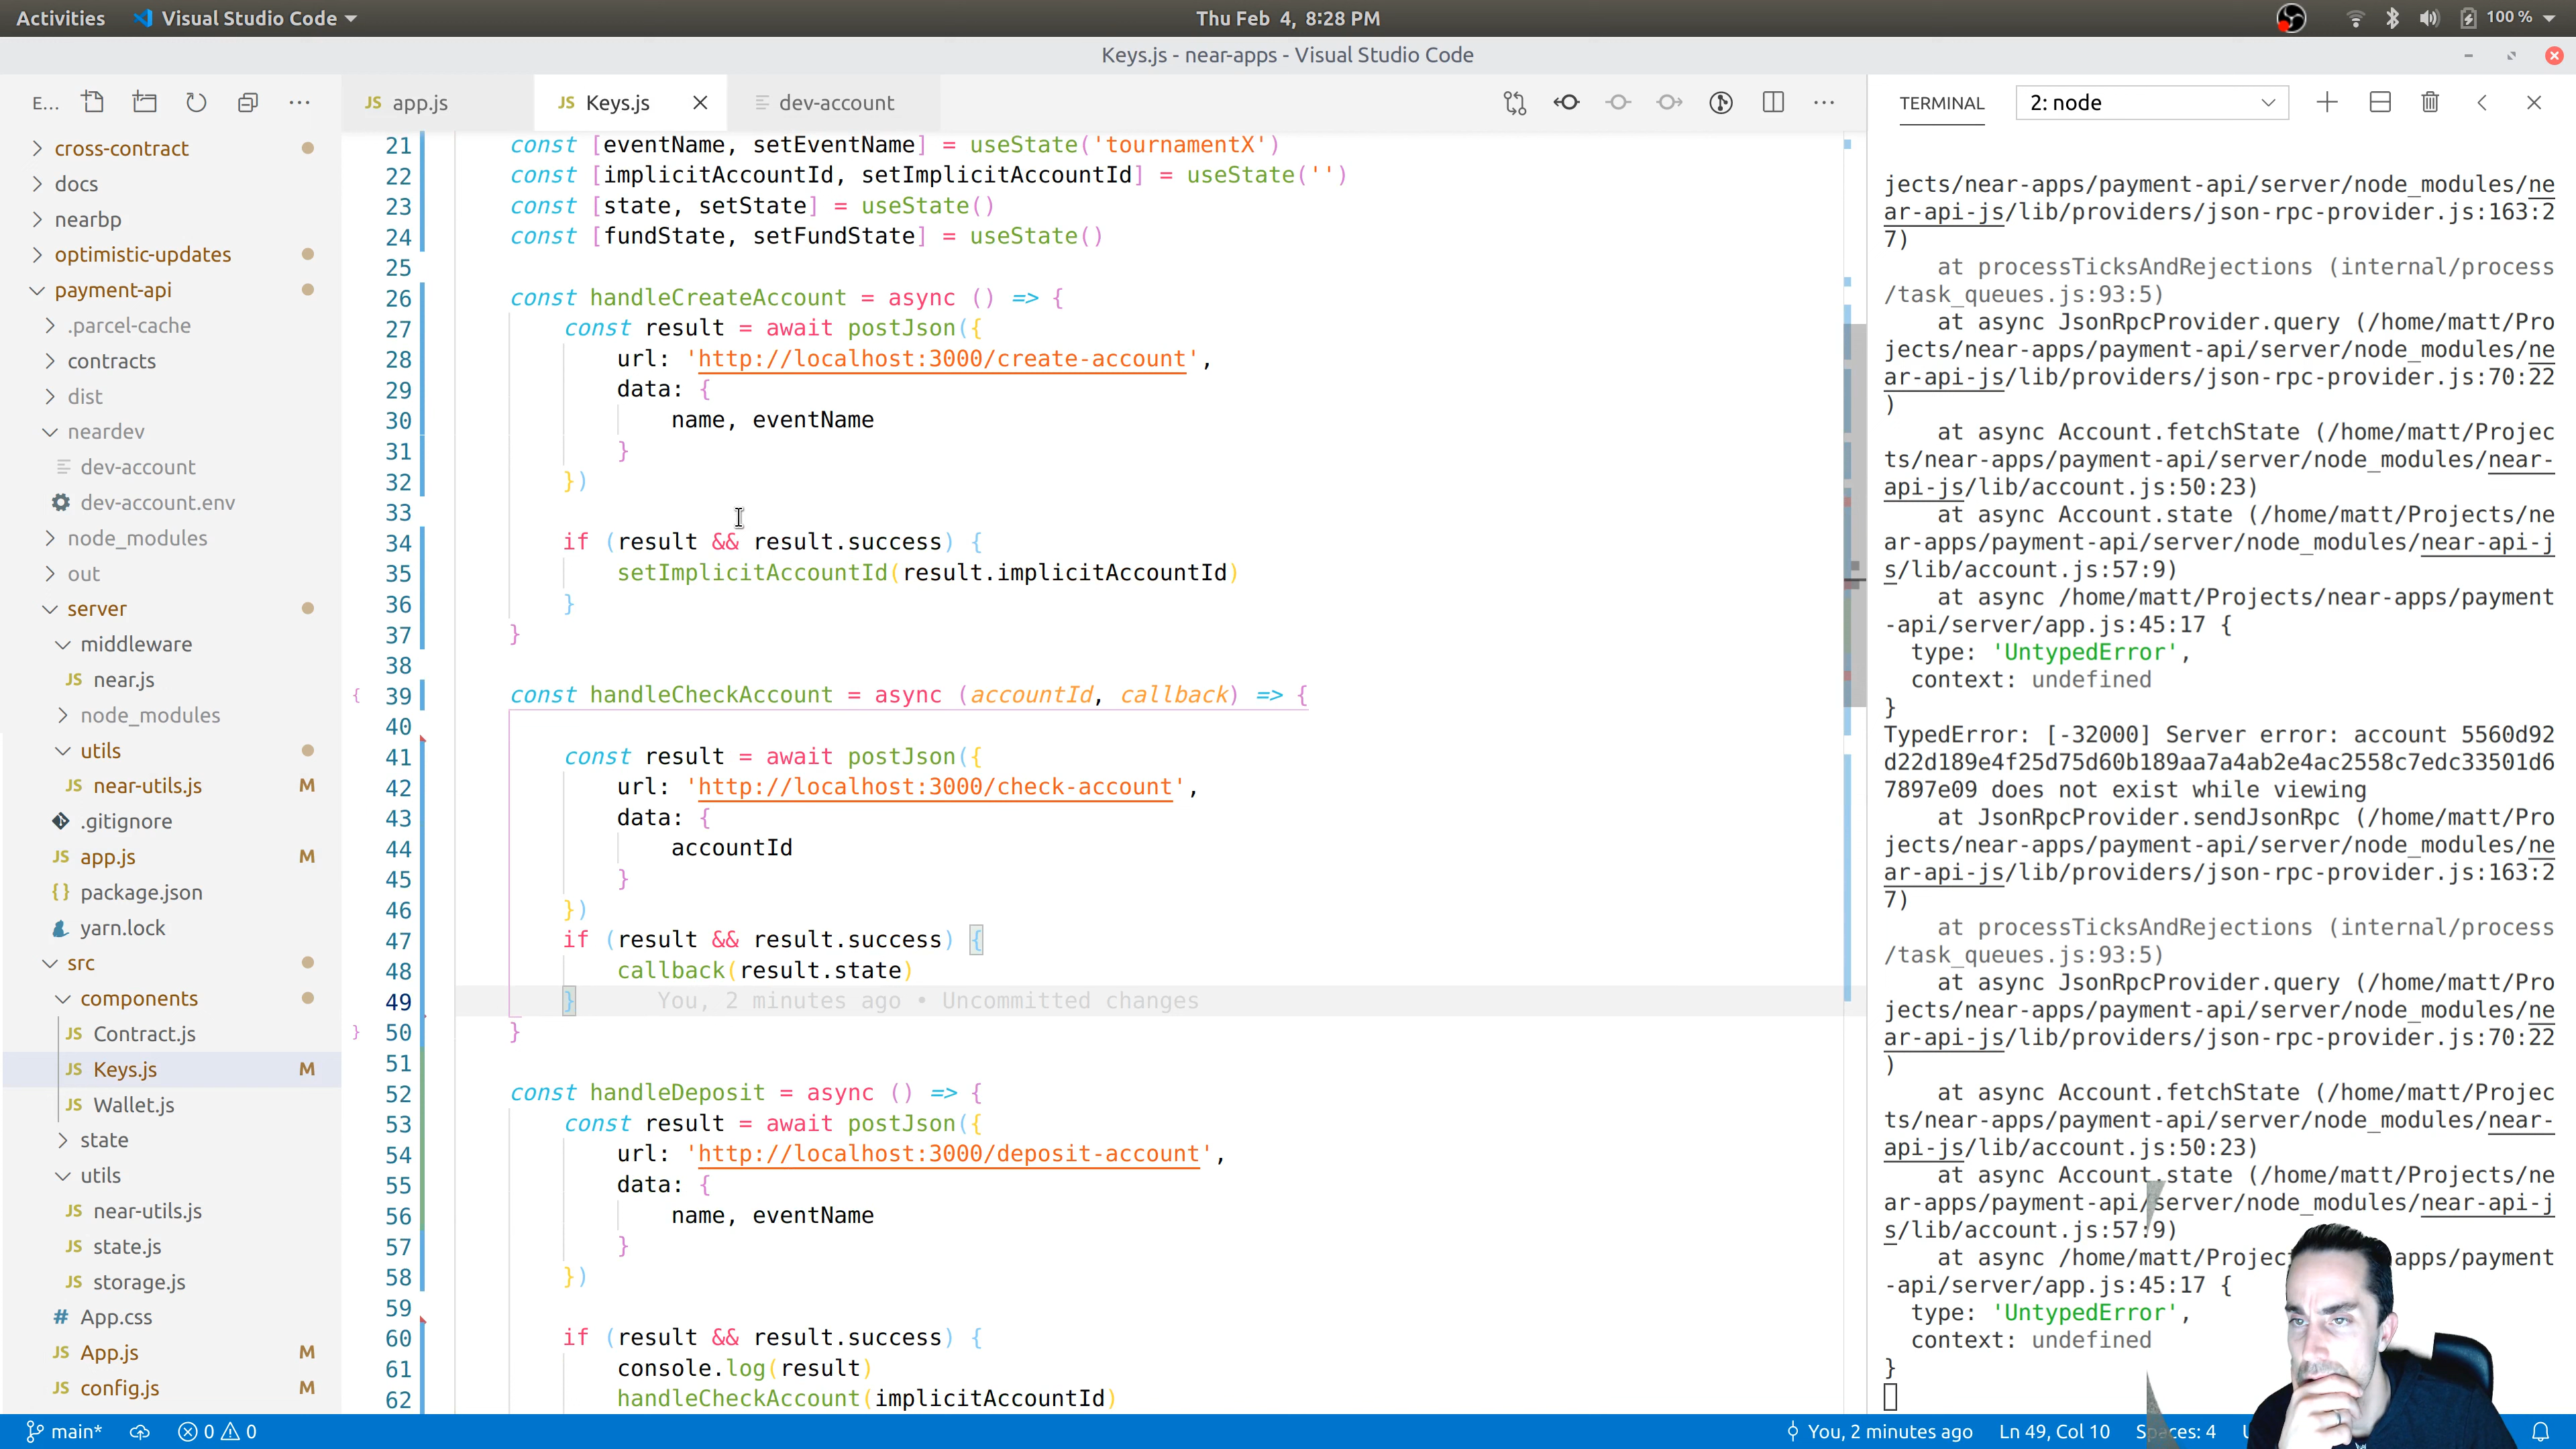 Activities Visual Studio Code Thu Feb 4, 8:28 PM 100 %
Keys.js - near-apps - Visual Studio Code
E... ···
cross-contract
docs
nearbp
optimistic-updates
payment-api
.parcel-cache
contracts
dist
neardev
dev-account
dev-account.env
node_modules
out
server
middleware
JS near.js
node_modules
utils
JS near-utils.js M
.gitignore
JS app.js M
{} package.json
yarn.lock
src
components
JS Contract.js
JS Keys.js M
JS Wallet.js
state
utils
JS near-utils.js
JS state.js
JS storage.js
# App.css
JS App.js M
JS config.js M
JS app.js JS Keys.js dev-account ···
21 const [eventName, setEventName] = useState('tournamentX')
22 const [implicitAccountId, setImplicitAccountId] = useState('')
23 const [state, setState] = useState()
24 const [fundState, setFundState] = useState()
25
26 const handleCreateAccount = async () => {
27 const result = await postJson({
28 url: 'http://localhost:3000/create-account',
29 data: {
30 name, eventName
31 }
32 })
33
34 if (result && result.success) {
35 setImplicitAccountId(result.implicitAccountId)
36 }
37 }
38
{ 39 const handleCheckAccount = async (accountId, callback) => {
40
41 const result = await postJson({
42 url: 'http://localhost:3000/check-account',
43 data: {
44 accountId
45 }
46 })
47 if (result && result.success) {
48 callback(result.state)
49 } You, 2 minutes ago • Uncommitted changes
} 50 }
51
52 const handleDeposit = async () => {
53 const result = await postJson({
54 url: 'http://localhost:3000/deposit-account',
55 data: {
56 name, eventName
57 }
58 })
59
60 if (result && result.success) {
61 console.log(result)
62 handleCheckAccount(implicitAccountId)
TERMINAL 2: node
jects/near-apps/payment-api/server/node_modules/ne
ar-api-js/lib/providers/json-rpc-provider.js:163:2
7)
at processTicksAndRejections (internal/process
/task_queues.js:93:5)
at async JsonRpcProvider.query (/home/matt/Pro
jects/near-apps/payment-api/server/node_modules/ne
ar-api-js/lib/providers/json-rpc-provider.js:70:22
)
at async Account.fetchState (/home/matt/Projec
ts/near-apps/payment-api/server/node_modules/near-
api-js/lib/account.js:50:23)
at async Account.state (/home/matt/Projects/ne
ar-apps/payment-api/server/node_modules/near-api-j
s/lib/account.js:57:9)
at async /home/matt/Projects/near-apps/payment
-api/server/app.js:45:17 {
type: 'UntypedError',
context: undefined
}
TypedError: [-32000] Server error: account 5560d92
d22d189e4f25d75d60b189aa7a4ab2e4ac2558c7edc33501d6
7897e09 does not exist while viewing
at JsonRpcProvider.sendJsonRpc (/home/matt/Pro
jects/near-apps/payment-api/server/node_modules/ne
ar-api-js/lib/providers/json-rpc-provider.js:163:2
7)
at processTicksAndRejections (internal/process
/task_queues.js:93:5)
at async JsonRpcProvider.query (/home/matt/Pro
jects/near-apps/payment-api/server/node_modules/ne
ar-api-js/lib/providers/json-rpc-provider.js:70:22
)
at async Account.fetchState (/home/matt/Projec
ts/near-apps/payment-api/server/node_modules/near-
api-js/lib/account.js:50:23)
at async Account.state (/home/matt/Projects/ne
ar-apps/payment-api/server/node_modules/near-api-j
s/lib/account.js:57:9)
at async /home/matt/Projec apps/payment
-api/server/app.js:45:17 {
type: 'UntypedError',
context: undefined
}
main* 0 0 You, 2 minutes ago Ln 49, Col 10 Spaces: 4